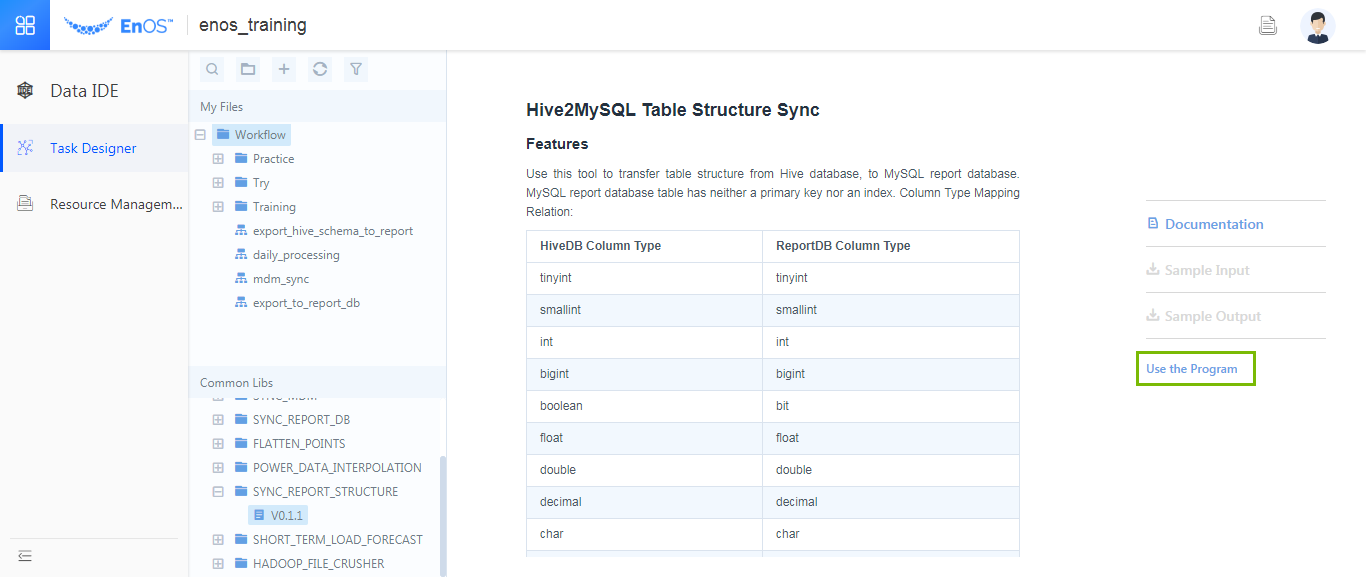 EnOS™
enos_training
Data IDE
Task Designer
Resource Managem...
My Files
Workflow
Practice
Try
Training
export_hive_schema_to_report
daily_processing
mdm_sync
export_to_report_db
Common Libs
SYNC_MDM
SYNC_REPORT_DB
FLATTEN_POINTS
POWER_DATA_INTERPOLATION
SYNC_REPORT_STRUCTURE
V0.1.1
SHORT_TERM_LOAD_FORECAST
HADOOP_FILE_CRUSHER
Hive2MySQL Table Structure Sync
Features
Use this tool to transfer table structure from Hive database, to MySQL report database.
MySQL report database table has neither a primary key nor an index. Column Type Mapping
Relation:
HiveDB Column Type ReportDB Column Type
tinyint tinyint
smallint smallint
int int
bigint bigint
boolean bit
float float
double double
decimal decimal
char char
Documentation
Sample Input
Sample Output
Use the Program